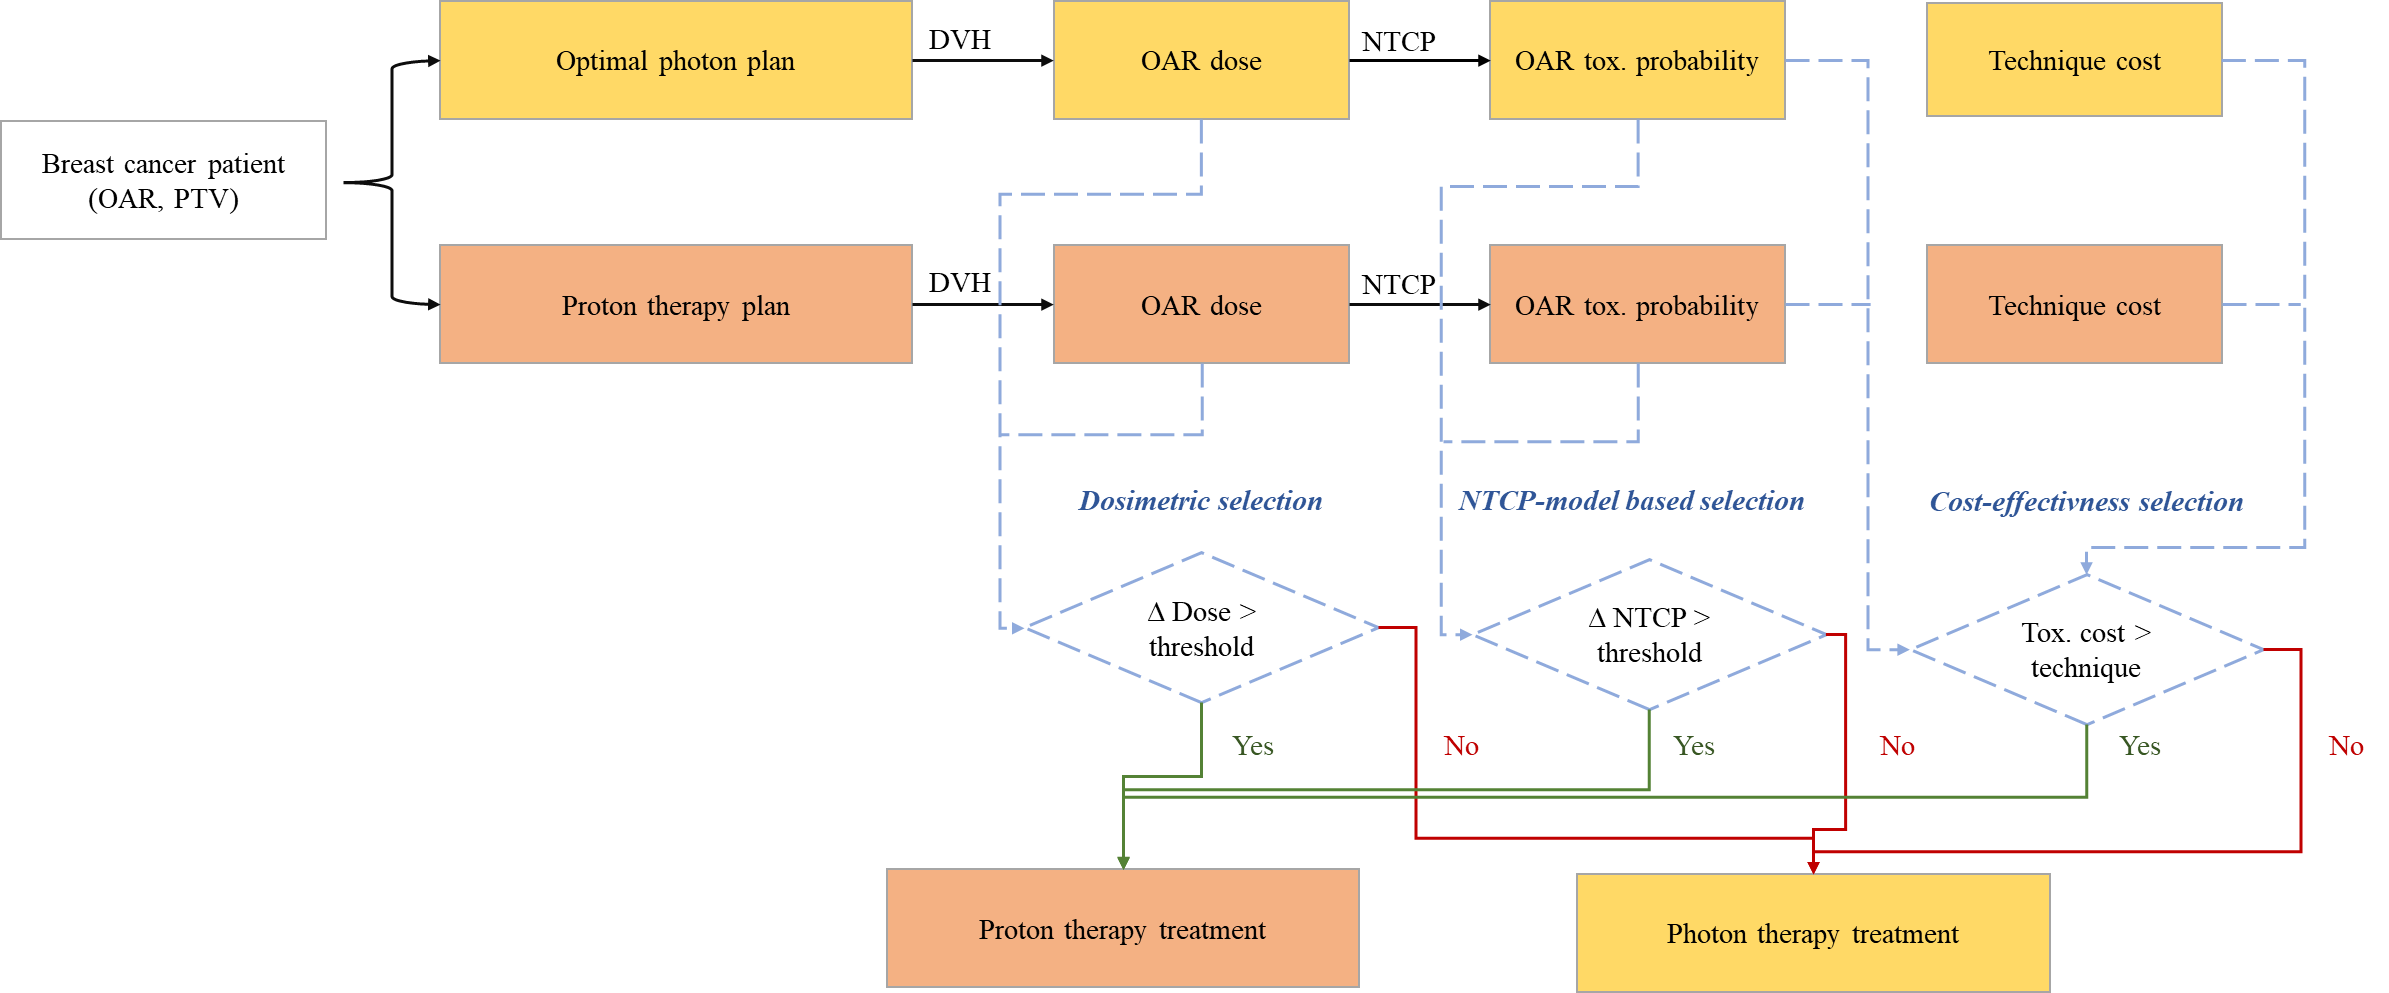 Optimal photon plan
DVH
OAR dose
NTCP
OAR tox. probability
Technique cost
Breast cancer patient
(OAR, PTV)
Proton therapy plan
DVH
OAR dose
NTCP
OAR tox. probability
Technique cost
Dosimetric selection
NTCP-model based selection
Cost-effectivness selection
Δ Dose >
threshold
Δ NTCP >
threshold
Tox. cost >
technique
Yes
No
Yes
No
Yes
No
Proton therapy treatment
Photon therapy treatment